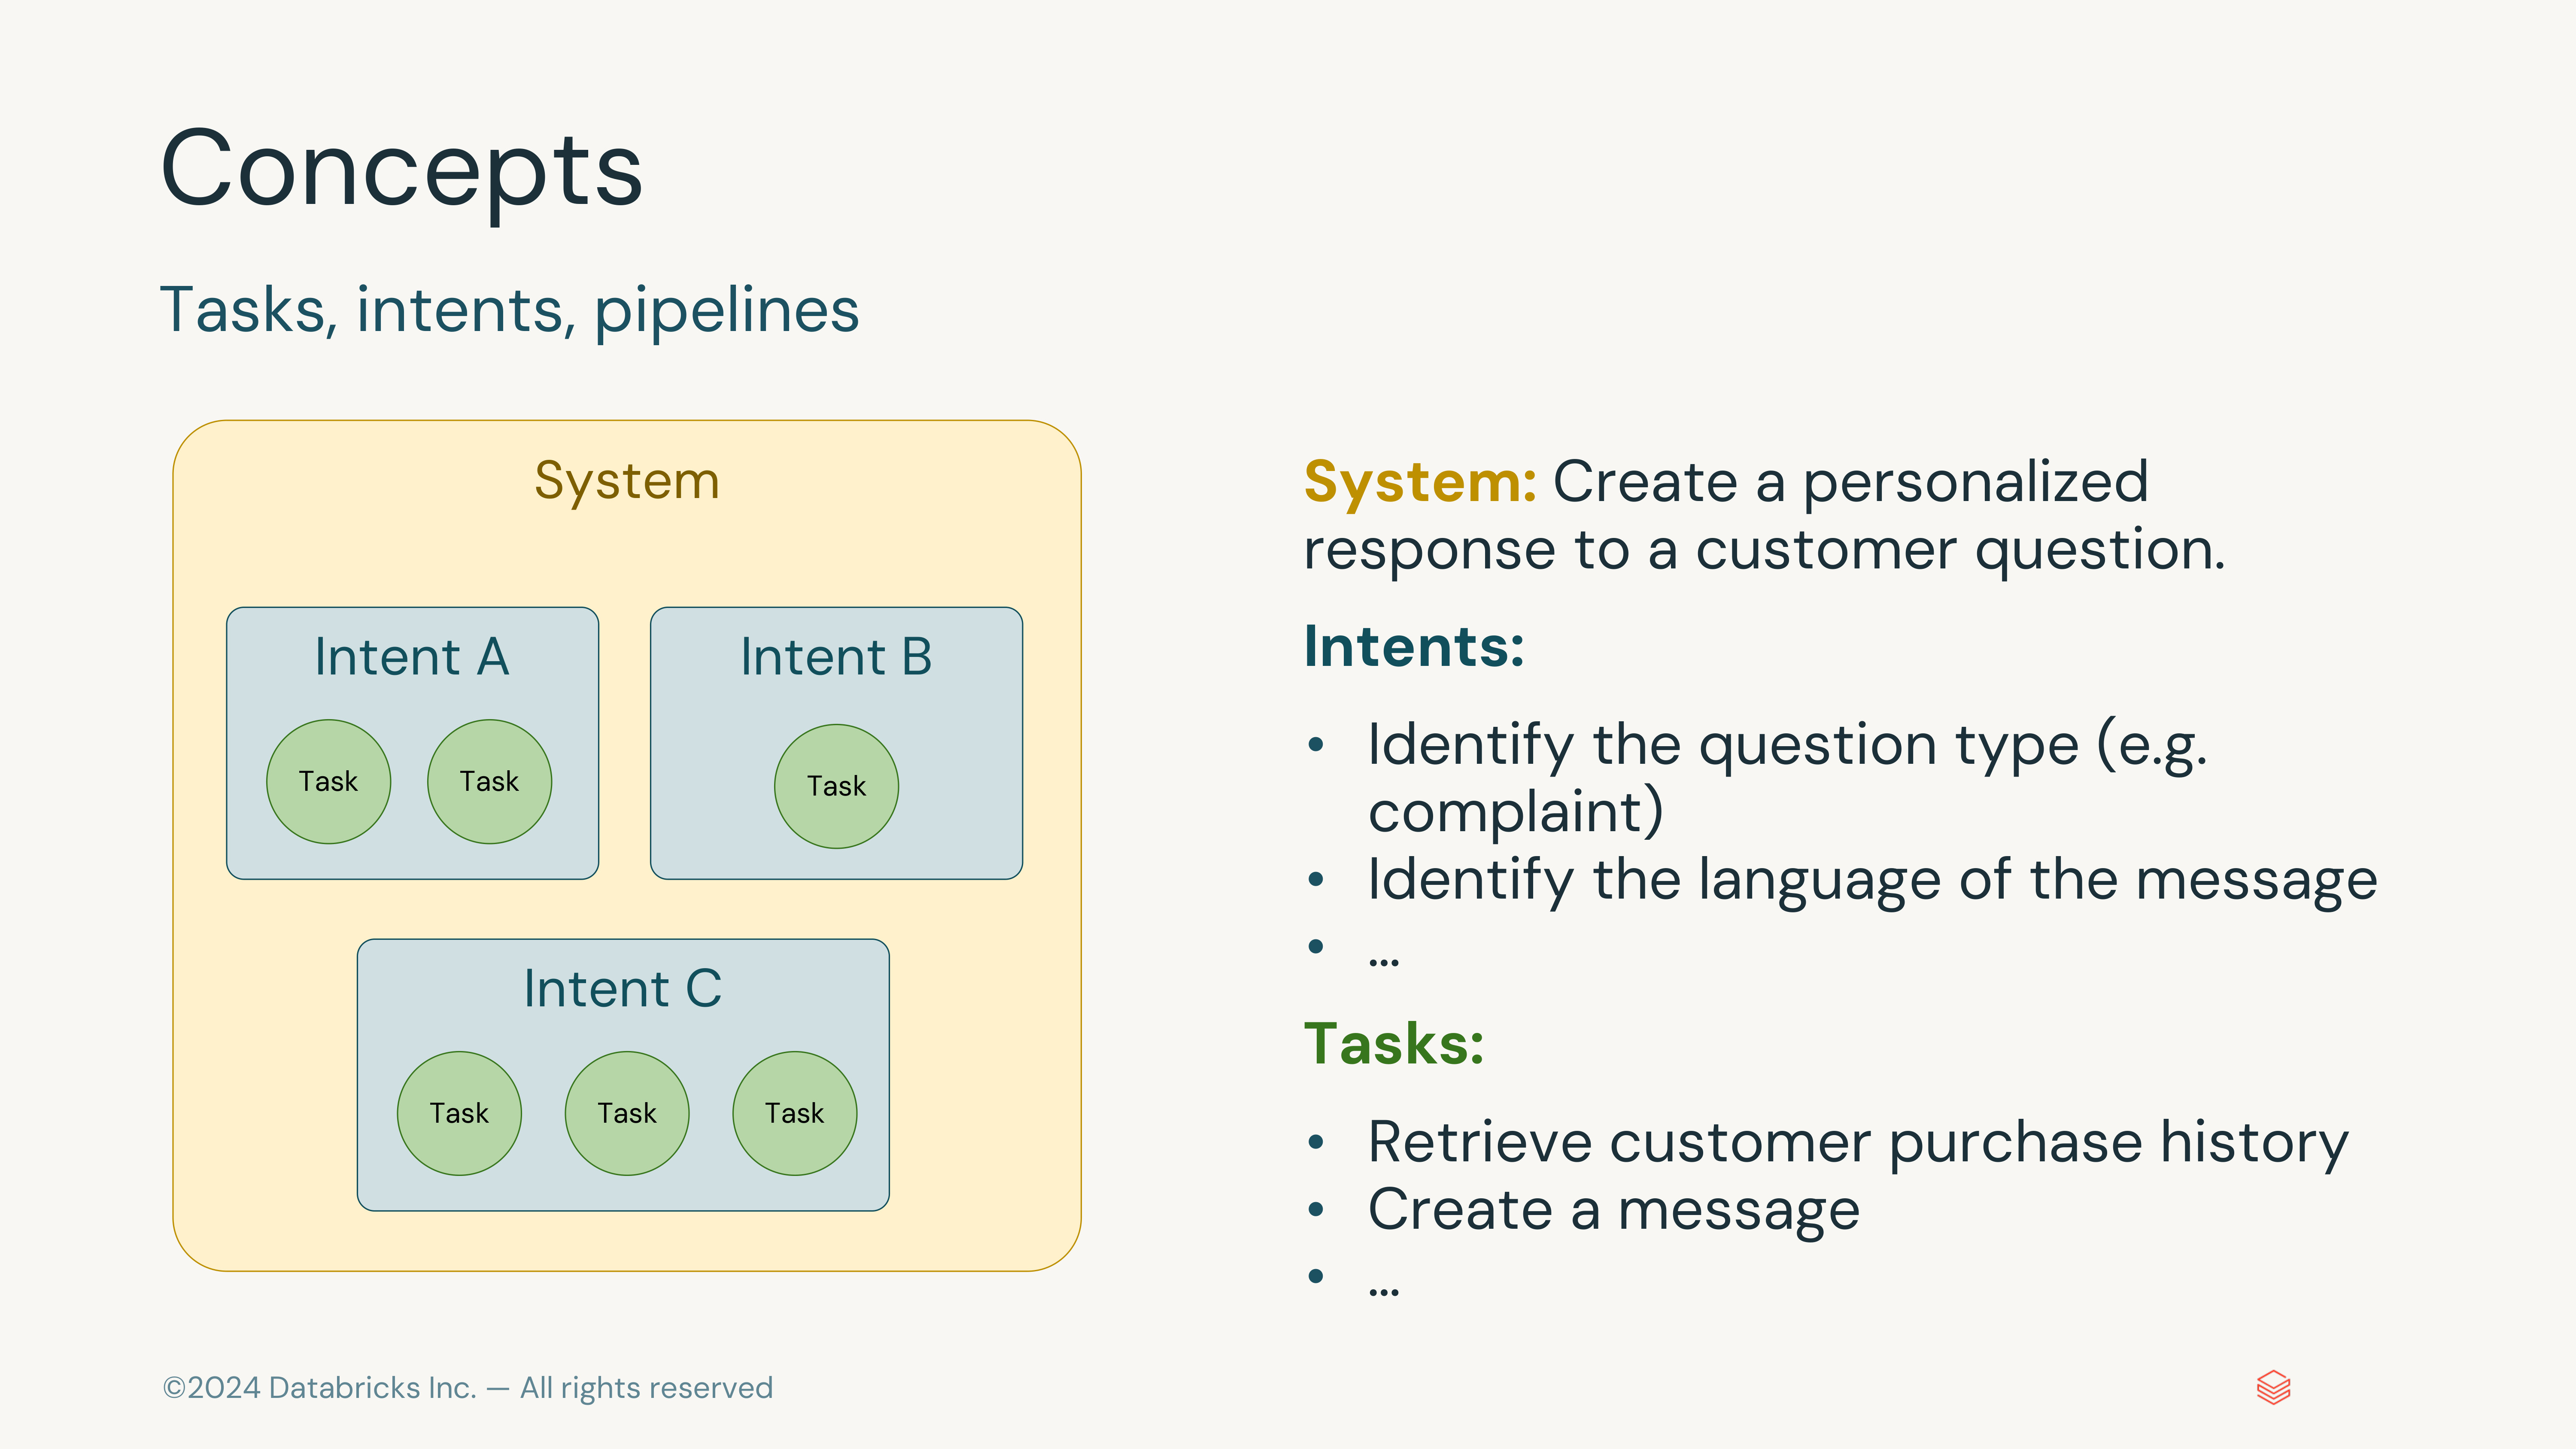 Concepts
Tasks, intents, pipelines
System
Intent A
Task
Task
Intent B
Task
Intent C
Task
Task
Task
System: Create a personalized
response to a customer question.
Intents:
• Identify the question type (e.g.
complaint)
• Identify the language of the message
• …
Tasks:
• Retrieve customer purchase history
• Create a message
• …
©2024 Databricks Inc. — All rights reserved